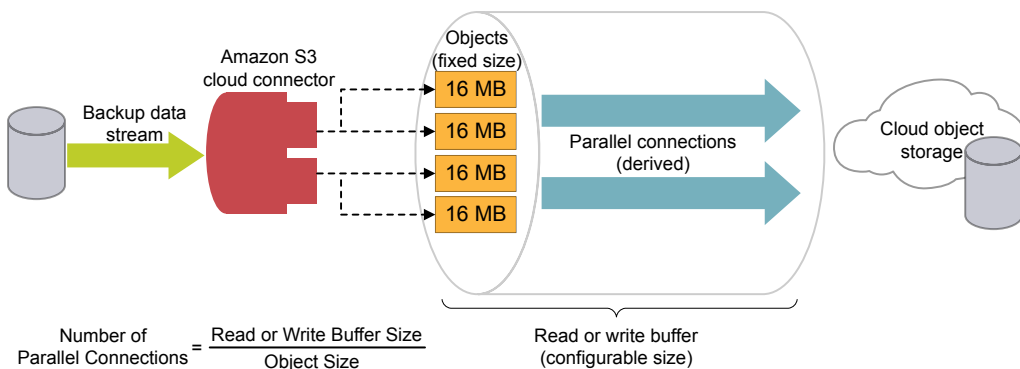 Amazon S3
cloud connector
Objects
(fixed size)
Backup data
stream
16 MB
16 MB
16 MB
16 MB
Parallel connections
(derived)
Cloud object
storage
Number of
Parallel Connections
=
Read or Write Buffer Size
Object Size
Read or write buffer
(configurable size)